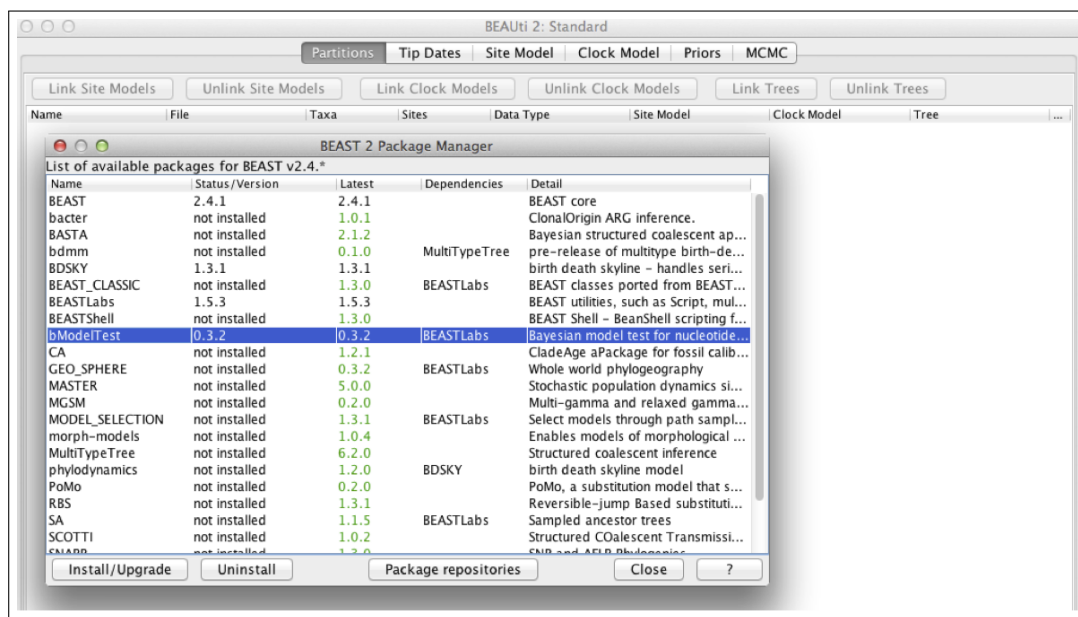 BEAUti 2: Standard
Partitions Tip Dates Site Model Clock Model Priors MCMC
Link Site Models Unlink Site Models Link Clock Models Unlink Clock Models Link Trees Unlink Trees
Name File Taxa Sites Data Type Site Model Clock Model Tree ...
BEAST 2 Package Manager
List of available packages for BEAST v2.4.*
Name Status/Version Latest Dependencies Detail
BEAST 2.4.1 2.4.1 BEAST core
bacter not installed 1.0.1 ClonalOrigin ARG inference.
BASTA not installed 2.1.2 Bayesian structured coalescent ap...
bdmm not installed 0.1.0 MultiTypeTree pre-release of multitype birth-de...
BDSKY 1.3.1 1.3.1 birth death skyline - handles seri...
BEAST_CLASSIC not installed 1.3.0 BEASTLabs BEAST classes ported from BEAST...
BEASTLabs 1.5.3 1.5.3 BEAST utilities, such as Script, mul...
BEASTShell not installed 1.3.0 BEAST Shell - BeanShell scripting f...
bModelTest 0.3.2 0.3.2 BEASTLabs Bayesian model test for nucleotide...
CA not installed 1.2.1 CladeAge aPackage for fossil calib...
GEO_SPHERE not installed 0.3.2 BEASTLabs Whole world phylogeography
MASTER not installed 5.0.0 Stochastic population dynamics si...
MGSM not installed 0.2.0 Multi-gamma and relaxed gamma...
MODEL_SELECTION not installed 1.3.1 BEASTLabs Select models through path sampl...
morph-models not installed 1.0.4 Enables models of morphological ...
MultiTypeTree not installed 6.2.0 Structured coalescent inference
phylodynamics not installed 1.2.0 BDSKY birth death skyline model
PoMo not installed 0.2.0 PoMo, a substitution model that s...
RBS not installed 1.3.1 Reversible-jump Based substituti...
SA not installed 1.1.5 BEASTLabs Sampled ancestor trees
SCOTTI not installed 1.0.2 Structured COalescent Transmissi...
SNAPP not installed 1.3.0 SNP and AFLP Phylogenies
Install/Upgrade Uninstall Package repositories Close ?